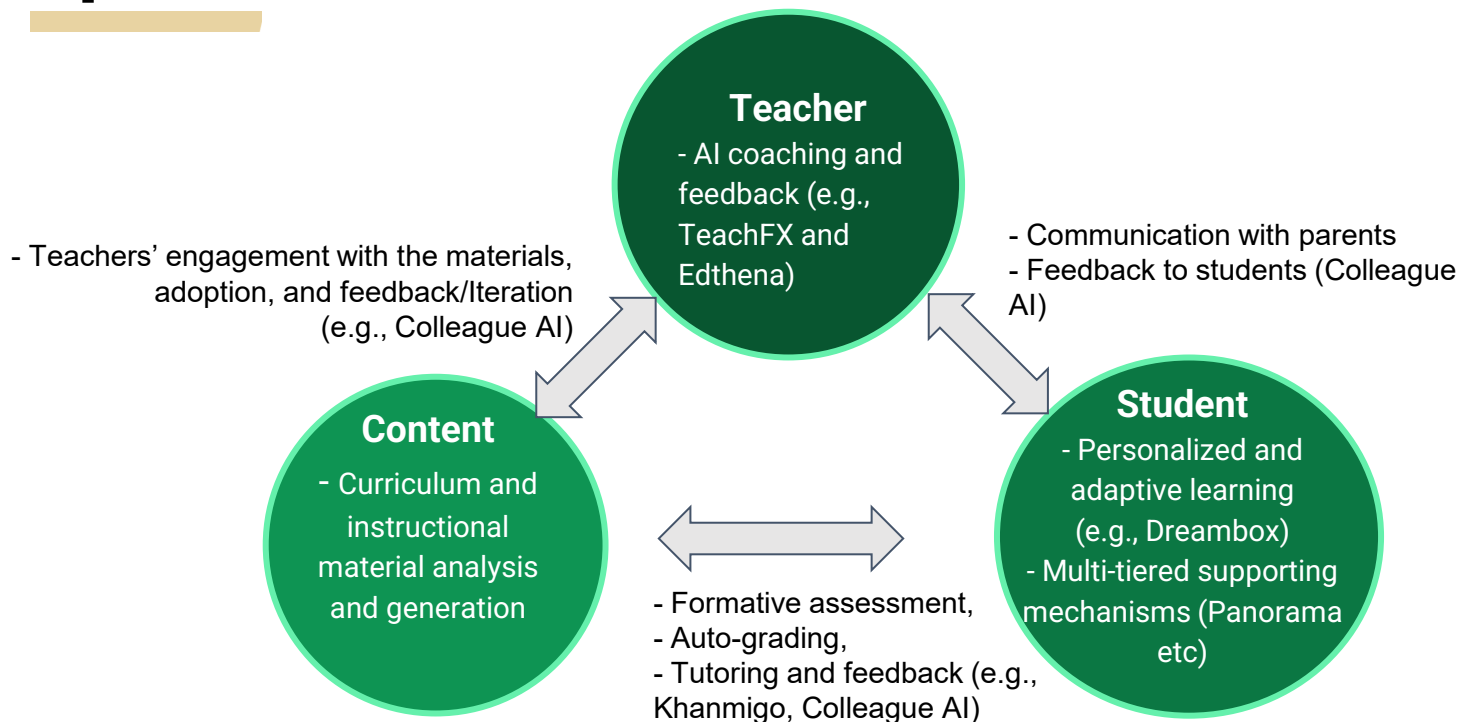 Teacher
- AI coaching and
feedback (e.g.,
TeachFX and
Edthena)
- Teachers’ engagement with the materials,
adoption, and feedback/Iteration
(e.g., Colleague AI)
- Communication with parents
- Feedback to students (Colleague
AI)
Content
- Curriculum and
instructional
material analysis
and generation
Student
- Personalized and
adaptive learning
(e.g., Dreambox)
- Multi-tiered supporting
mechanisms (Panorama
etc)
- Formative assessment,
- Auto-grading,
- Tutoring and feedback (e.g.,
Khanmigo, Colleague AI)